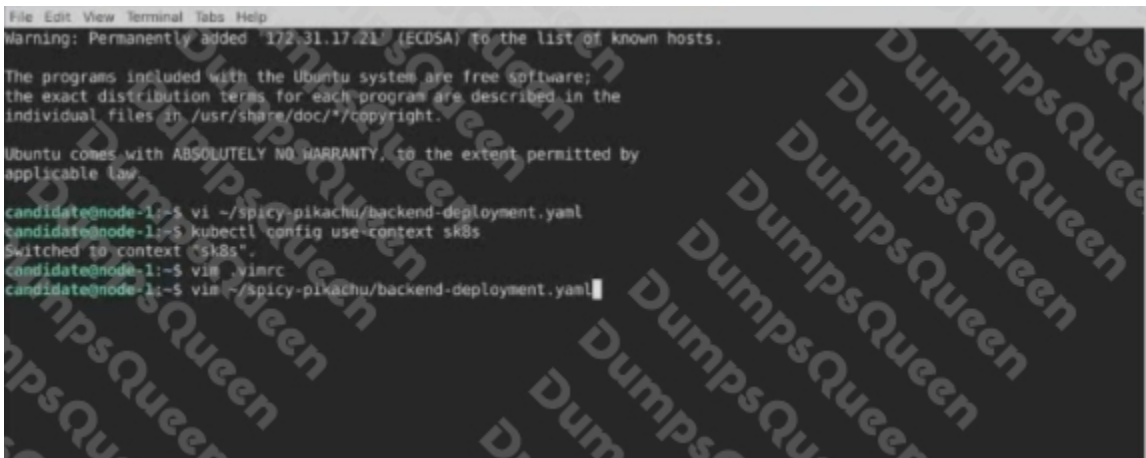 File Edit View Terminal Tabs Help
Warning: Permanently added '172.31.17.21' (ECDSA) to the list of known hosts.
The programs included with the Ubuntu system are free software;
the exact distribution terms for each program are described in the
individual files in /usr/share/doc/*/copyright.
Ubuntu comes with ABSOLUTELY NO WARRANTY, to the extent permitted by
applicable law.
candidate@node-1:~$ vi ~/spicy-pikachu/backend-deployment.yaml
candidate@node-1:~$ kubectl config use-context sk8s
Switched to context "sk8s".
candidate@node-1:~$ vim .vimrc
candidate@node-1:~$ vim ~/spicy-pikachu/backend-deployment.yaml
DumpsQueen